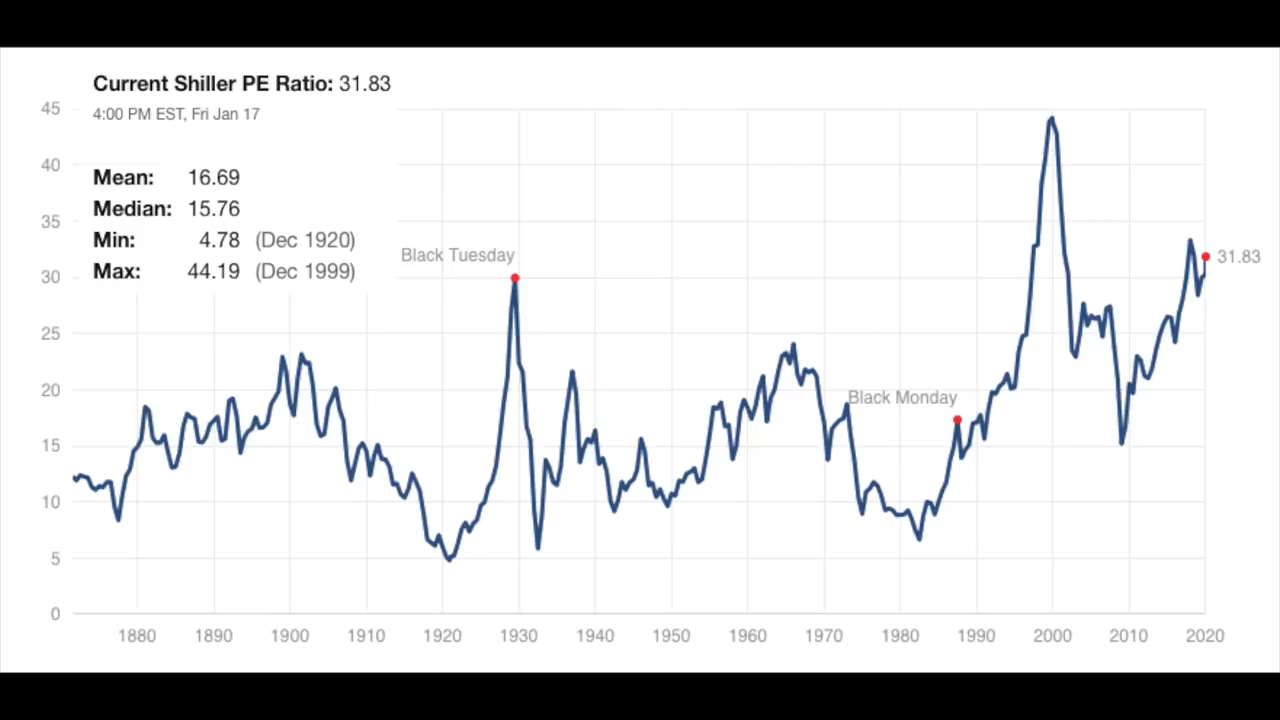 Current Shiller PE Ratio: 31.83
4:00 PM EST, Fri Jan 17
Mean: 16.69
Median: 15.76
Min: 4.78 (Dec 1920)
Max: 44.19 (Dec 1999)
45
40
35
30
25
20
15
10
5
0
Black Tuesday
Black Monday
31.83
1880 1890 1900 1910 1920 1930 1940 1950 1960 1970 1980 1990 2000 2010 2020